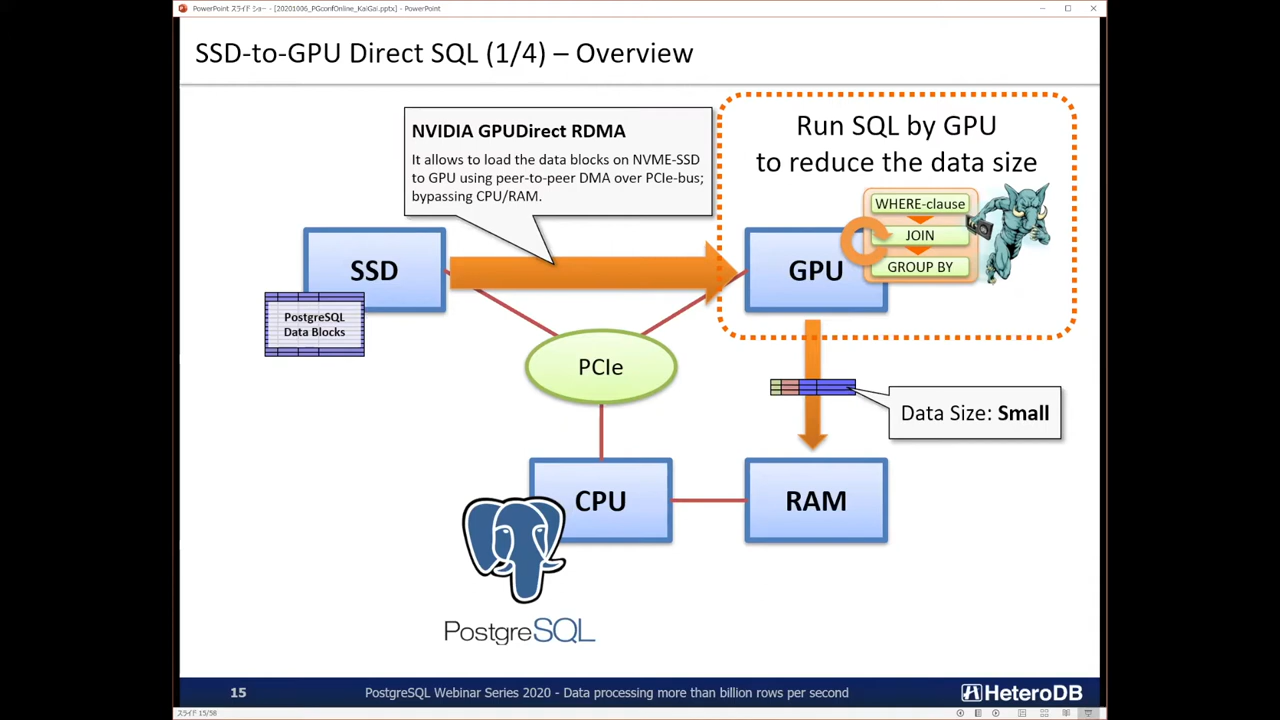 PowerPoint スライド ショー - [20201006_PGconfOnline_KaiGai.pptx] - PowerPoint
SSD-to-GPU Direct SQL (1/4) – Overview
NVIDIA GPUDirect RDMA
It allows to load the data blocks on NVME-SSD
to GPU using peer-to-peer DMA over PCIe-bus;
bypassing CPU/RAM.
Run SQL by GPU
to reduce the data size
WHERE-clause
JOIN
GROUP BY
SSD
GPU
PostgreSQL
Data Blocks
PCIe
Data Size: Small
CPU
RAM
PostgreSQL
15
PostgreSQL Webinar Series 2020 - Data processing more than billion rows per second
HeteroDB
スライド 15/58